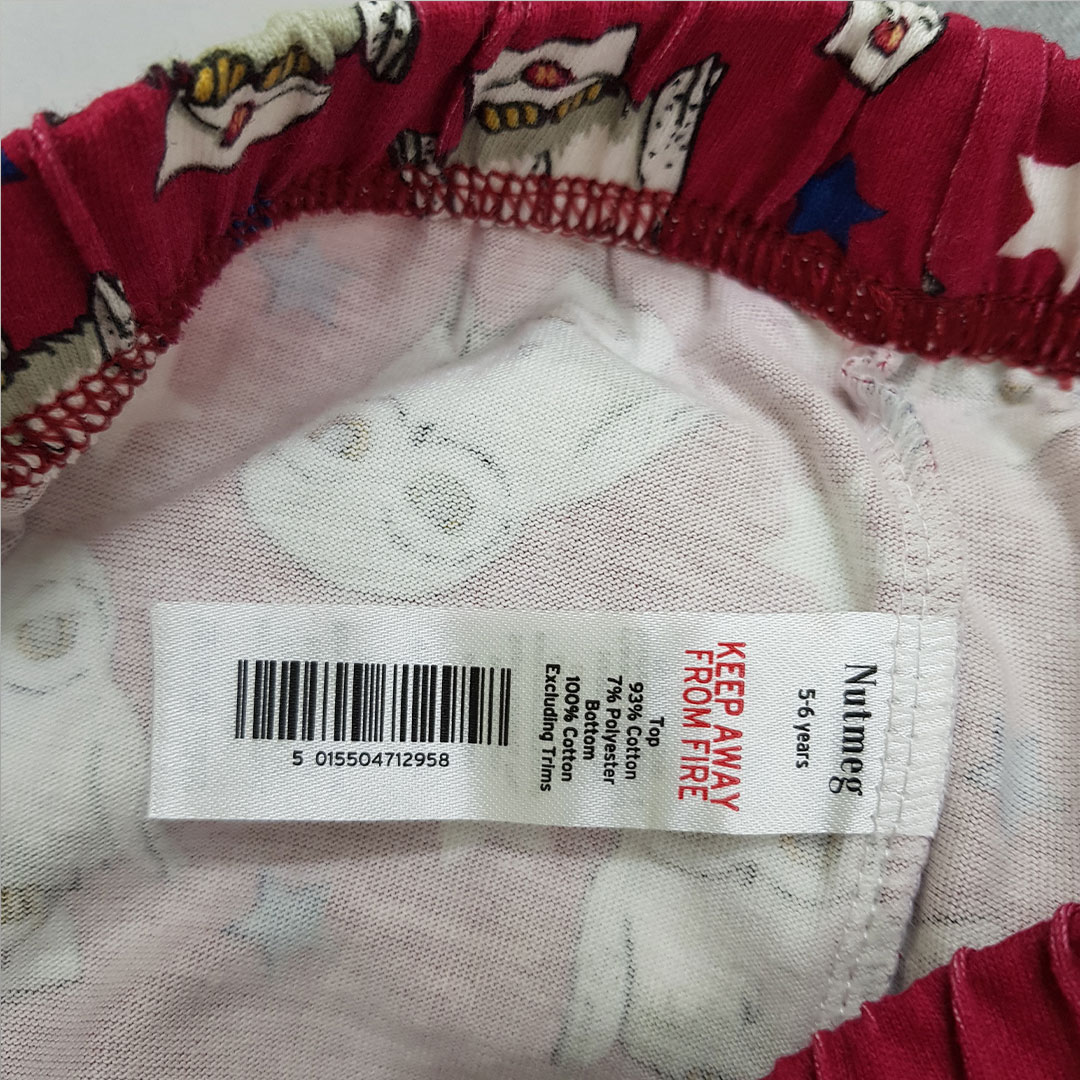 Nutmeg
5-6 years
KEEP AWAY
FROM FIRE
Top
93% Cotton
7% Polyester
Bottom
100% Cotton
Excluding Trims
5 015504712958